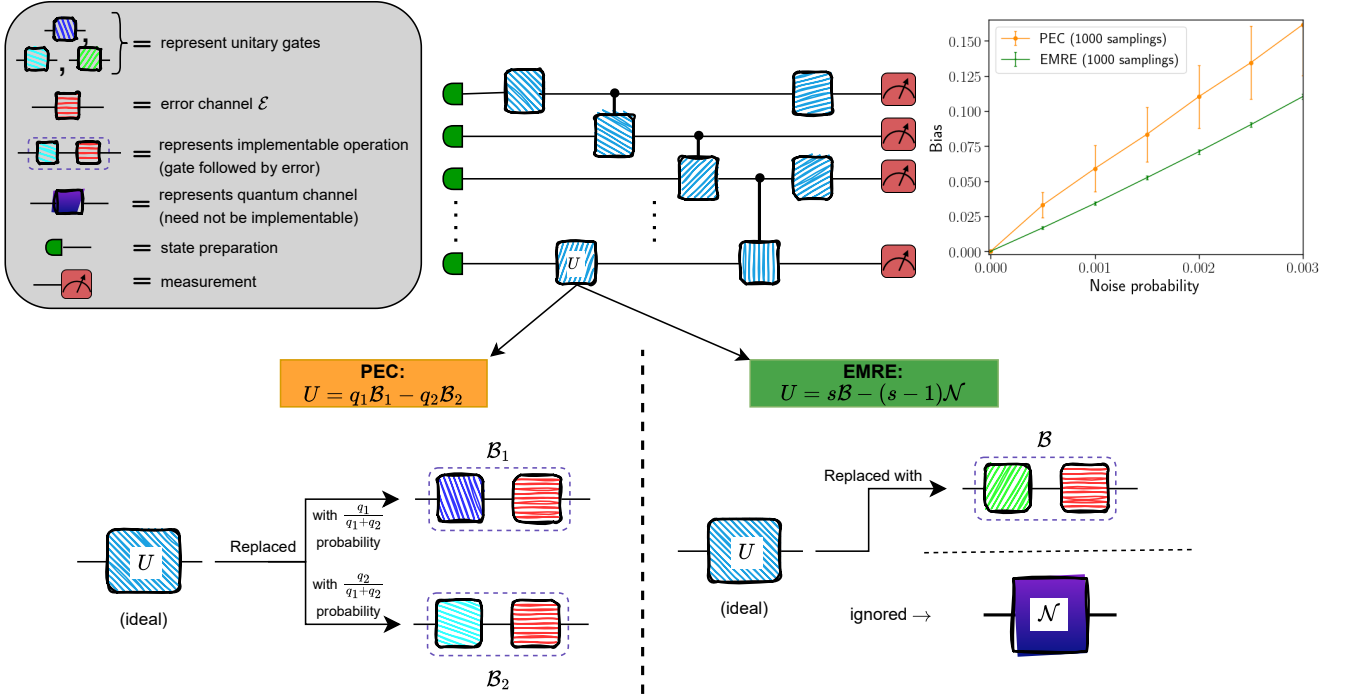 ,
,
= represent unitary gates
= error channel ℰ
= represents implementable operation
(gate followed by error)
= represents quantum channel
(need not be implementable)
= state preparation
= measurement
U
0.150
0.125
0.100
0.075
0.050
0.025
0.000
Bias
PEC (1000 samplings)
EMRE (1000 samplings)
0.000 0.001 0.002 0.003
Noise probability
PEC:
U = q₁ℬ₁ − q₂ℬ₂
EMRE:
U = sℬ − (s − 1)𝒩
U
(ideal)
Replaced
with q₁/(q₁+q₂)
probability
with q₂/(q₁+q₂)
probability
ℬ₁
ℬ₂
U
(ideal)
Replaced with
ℬ
ignored →
𝒩